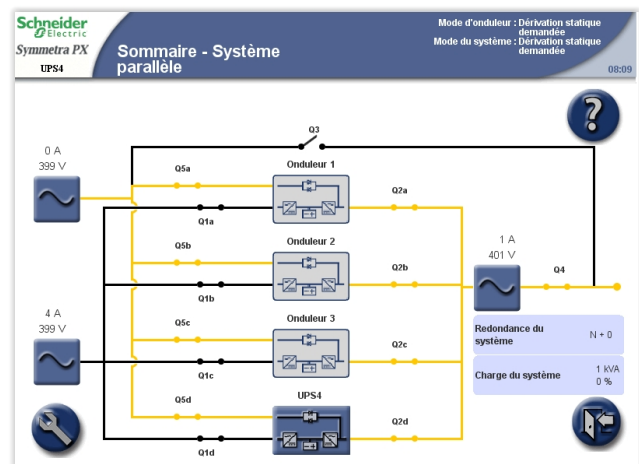 Schneider
Electric
Symmetra PX
UPS4
Sommaire - Système
parallèle
Mode d'onduleur : Dérivation statique
demandée
Mode du système : Dérivation statique
demandée
08:09
Q3
0 A
399 V
Q5a
Onduleur 1
Q2a
Q1a
Q5b
Onduleur 2
Q2b
Q1b
1 A
401 V
Q4
4 A
399 V
Q5c
Onduleur 3
Q2c
Q1c
Redondance du
système
N + 0
Charge du système
1 kVA
0 %
Q5d
UPS4
Q2d
Q1d
?